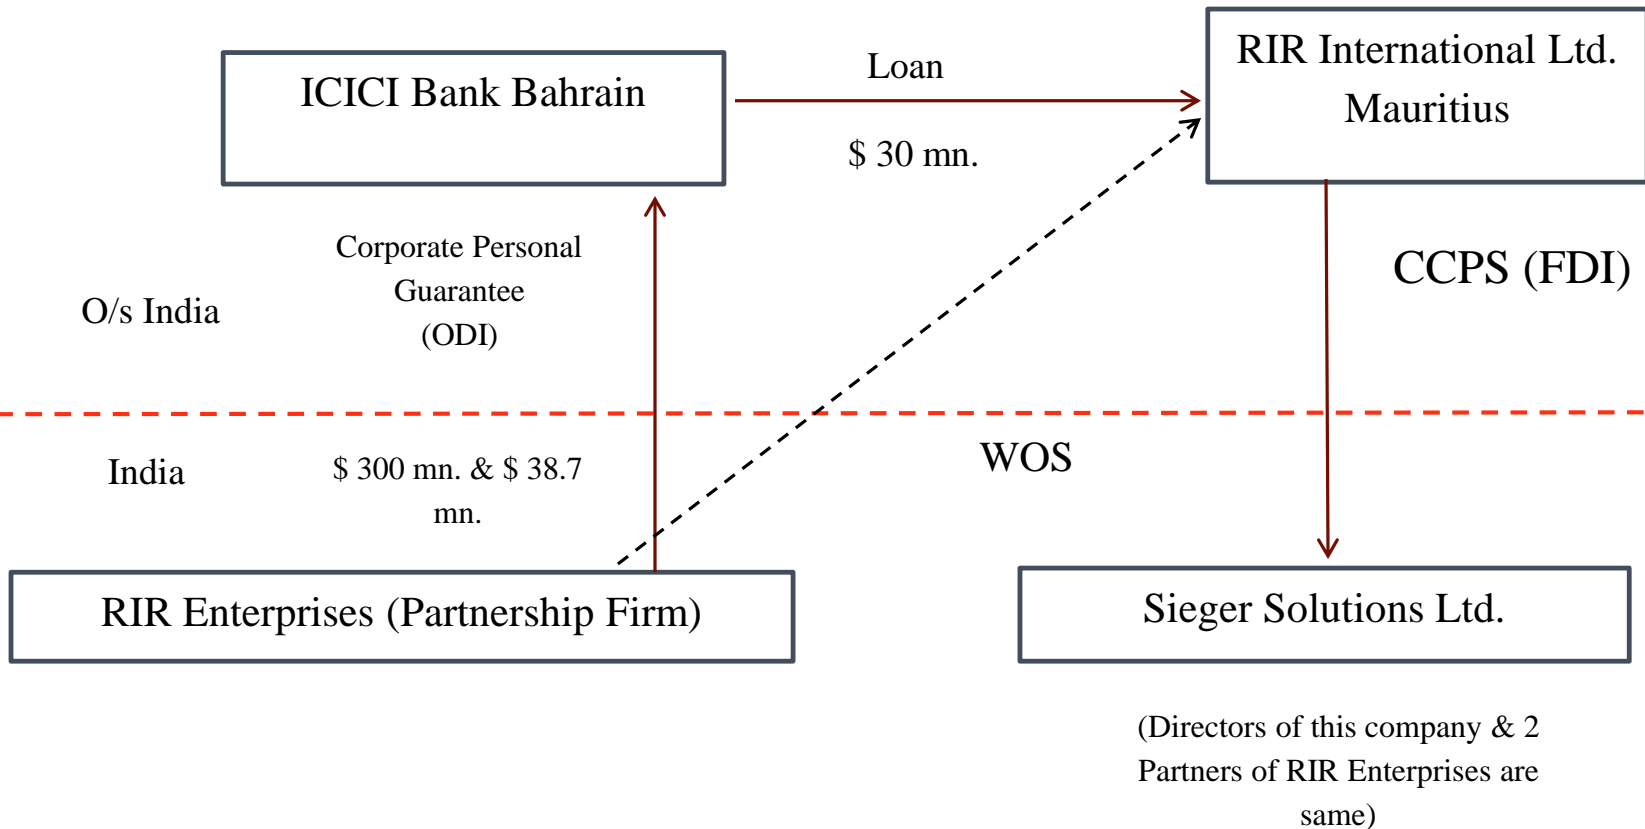 ICICI Bank Bahrain
Loan
$ 30 mn.
RIR International Ltd.
Mauritius
Corporate Personal
Guarantee
(ODI)
O/s India
CCPS (FDI)
India
$ 300 mn. & $ 38.7
mn.
WOS
RIR Enterprises (Partnership Firm)
Sieger Solutions Ltd.
(Directors of this company & 2
Partners of RIR Enterprises are
same)